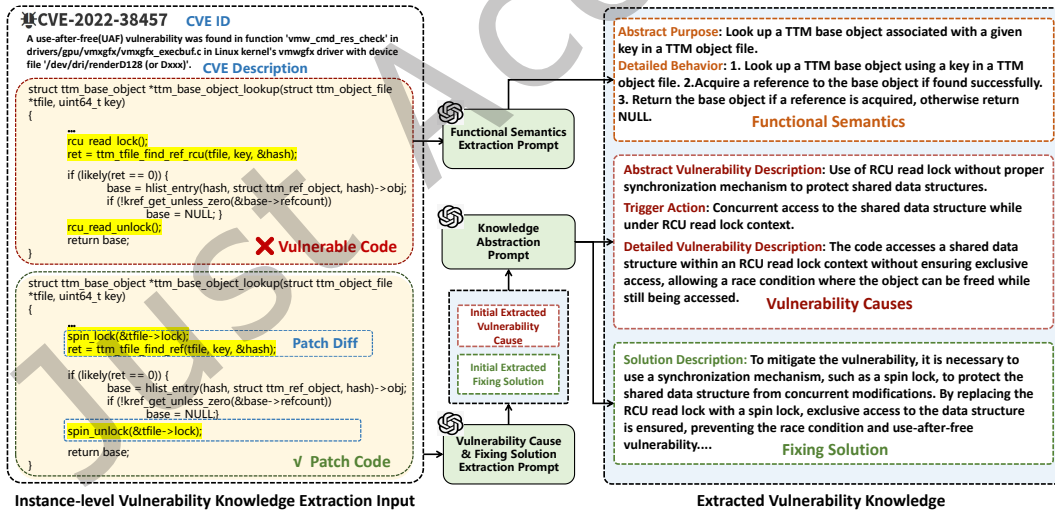 CVE-2022-38457 CVE ID
A use-after-free(UAF) vulnerability was found in function 'vmw_cmd_res_check' in
drivers/gpu/vmxgfx/vmxgfx_execbuf.c in Linux kernel's vmwgfx driver with device
file '/dev/dri/renderD128 (or Dxxx)'.
CVE Description
struct ttm_base_object *ttm_base_object_lookup(struct ttm_object_file
*tfile, uint64_t key)
{
...
rcu_read_lock();
ret = ttm_tfile_find_ref_rcu(tfile, key, &hash);
if (likely(ret == 0)) {
base = hlist_entry(hash, struct ttm_ref_object, hash)->obj;
if (!kref_get_unless_zero(&base->refcount))
base = NULL; }
rcu_read_unlock();
return base;
}
Vulnerable Code
struct ttm_base_object *ttm_base_object_lookup(struct ttm_object_file
*tfile, uint64_t key)
{
...
spin_lock(&tfile->lock);
ret = ttm_tfile_find_ref(tfile, key, &hash);
Patch Diff
if (likely(ret == 0)) {
base = hlist_entry(hash, struct ttm_ref_object, hash)->obj;
if (!kref_get_unless_zero(&base->refcount))
base = NULL;}
spin_unlock(&tfile->lock);
return base;
}
√ Patch Code
Instance-level Vulnerability Knowledge Extraction Input
Functional Semantics
Extraction Prompt
Knowledge
Abstraction
Prompt
Initial Extracted
Vulnerability
Cause
Initial Extracted
Fixing Solution
Vulnerability Cause
& Fixing Solution
Extraction Prompt
Abstract Purpose: Look up a TTM base object associated with a given
key in a TTM object file.
Detailed Behavior: 1. Look up a TTM base object using a key in a TTM
object file. 2.Acquire a reference to the base object if found successfully.
3. Return the base object if a reference is acquired, otherwise return
NULL.
Functional Semantics
Abstract Vulnerability Description: Use of RCU read lock without proper
synchronization mechanism to protect shared data structures.
Trigger Action: Concurrent access to the shared data structure while
under RCU read lock context.
Detailed Vulnerability Description: The code accesses a shared data
structure within an RCU read lock context without ensuring exclusive
access, allowing a race condition where the object can be freed while
still being accessed.
Vulnerability Causes
Solution Description: To mitigate the vulnerability, it is necessary to
use a synchronization mechanism, such as a spin lock, to protect the
shared data structure from concurrent modifications. By replacing the
RCU read lock with a spin lock, exclusive access to the data structure
is ensured, preventing the race condition and use-after-free
vulnerability....
Fixing Solution
Extracted Vulnerability Knowledge
Just Ac